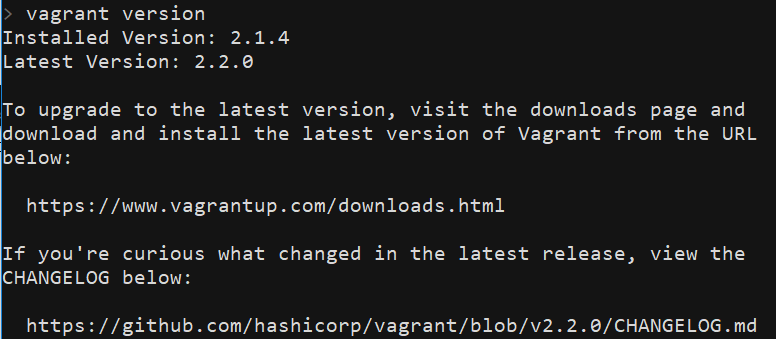 > vagrant version
Installed Version: 2.1.4
Latest Version: 2.2.0
To upgrade to the latest version, visit the downloads page and
download and install the latest version of Vagrant from the URL
below:
https://www.vagrantup.com/downloads.html
If you're curious what changed in the latest release, view the
CHANGELOG below:
https://github.com/hashicorp/vagrant/blob/v2.2.0/CHANGELOG.md